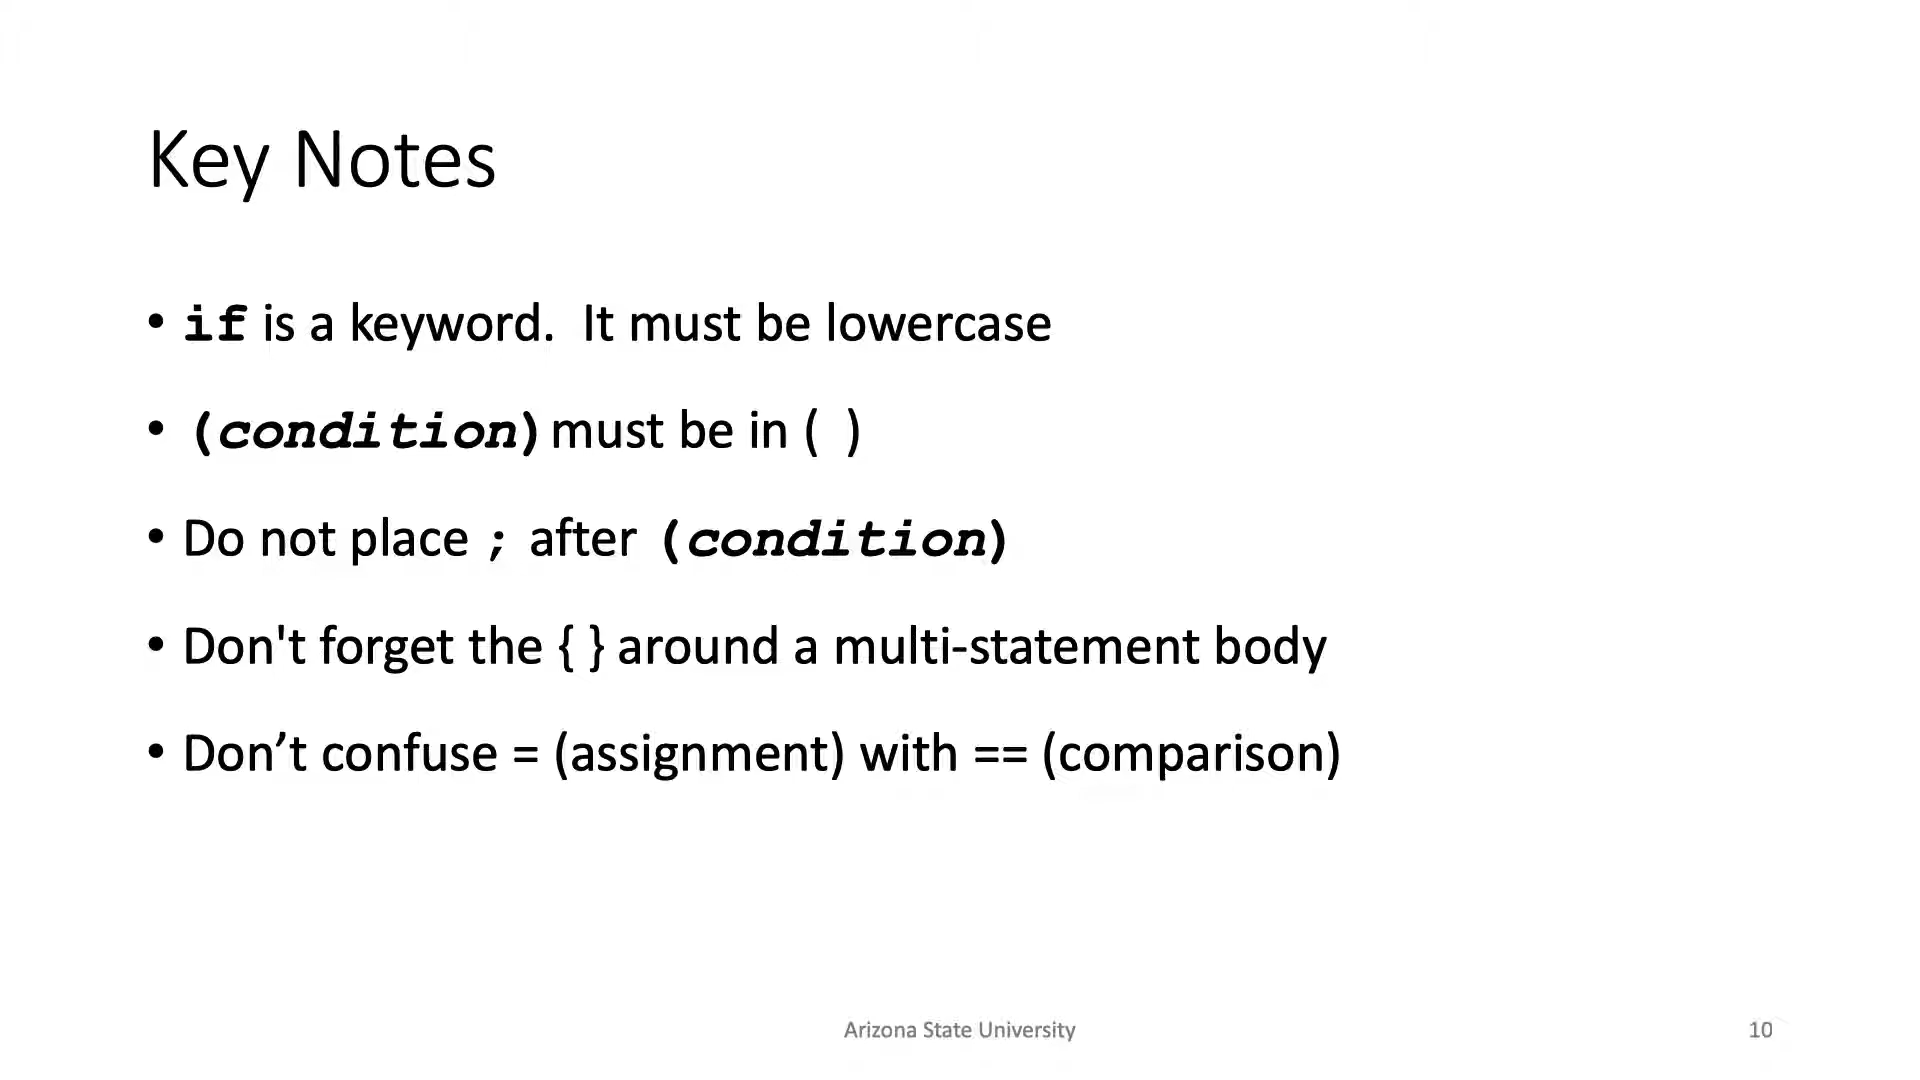 Key Notes
• if is a keyword.  It must be lowercase
• (condition) must be in ( )
• Do not place ; after (condition)
• Don't forget the { } around a multi-statement body
• Don’t confuse = (assignment) with == (comparison)
Arizona State University
10